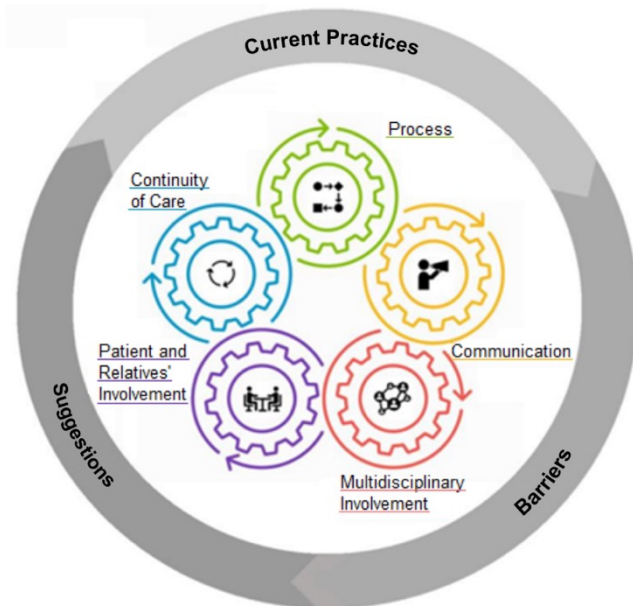 Current Practices
Process
Continuity
of Care
Communication
Patient and
Relatives'
Involvement
Multidisciplinary
Involvement
Suggestions
Barriers